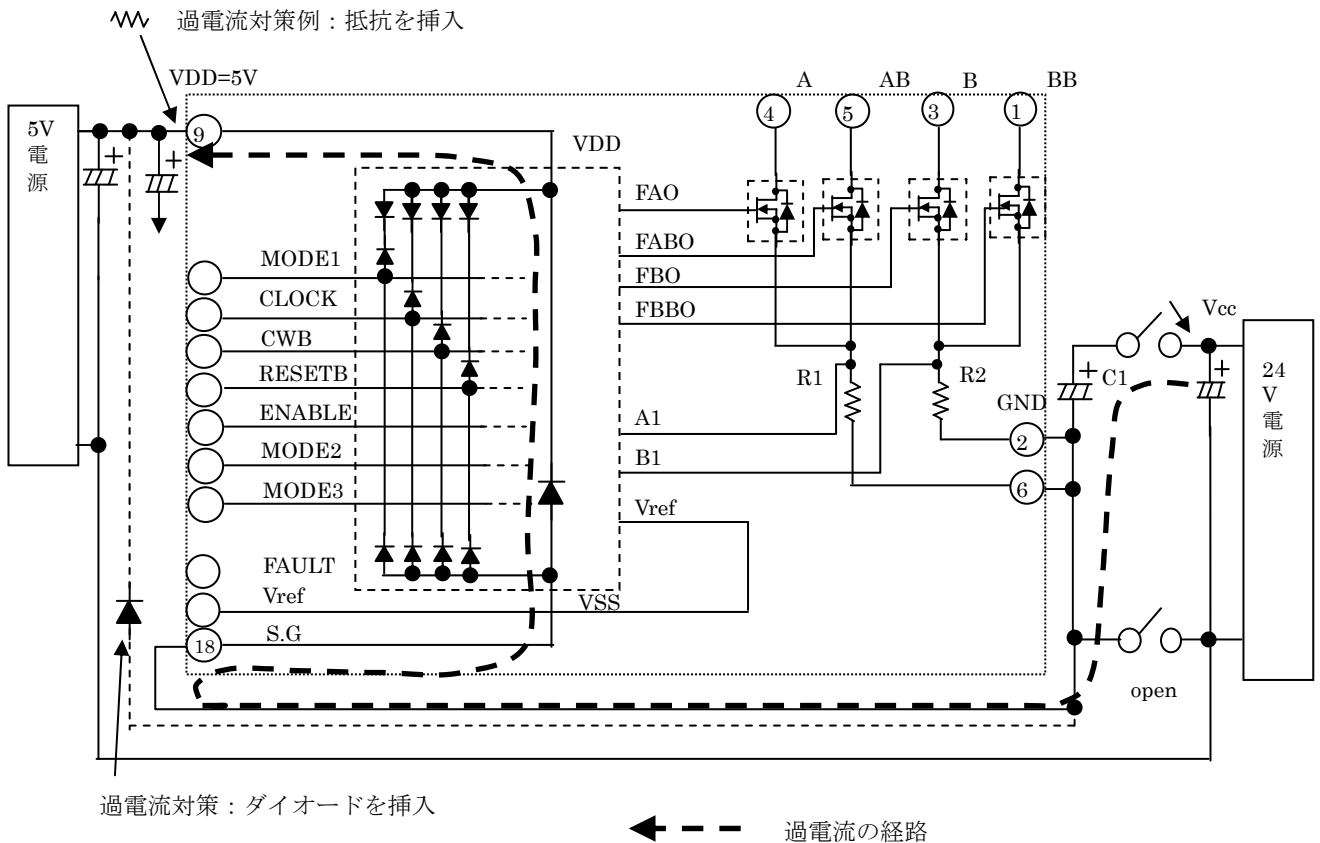 過電流対策例：抵抗を挿入
VDD=5V
A
AB
B
BB
4
5
3
1
5V
電
源
9
VDD
FAO
FABO
FBO
FBBO
MODE1
CLOCK
CWB
RESETB
ENABLE
MODE2
MODE3
FAULT
Vref
S.G
18
VSS
R1
R2
A1
B1
Vref
GND
2
6
C1
Vcc
24
V
電
源
open
過電流対策：ダイオードを挿入
過電流の経路